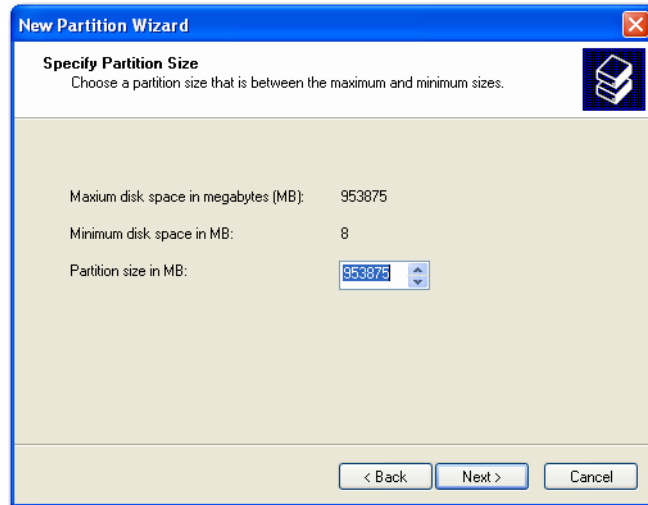 New Partition Wizard
Specify Partition Size
Choose a partition size that is between the maximum and minimum sizes.
Maxium disk space in megabytes (MB): 953875
Minimum disk space in MB: 8
Partition size in MB: 953875
< Back Next > Cancel